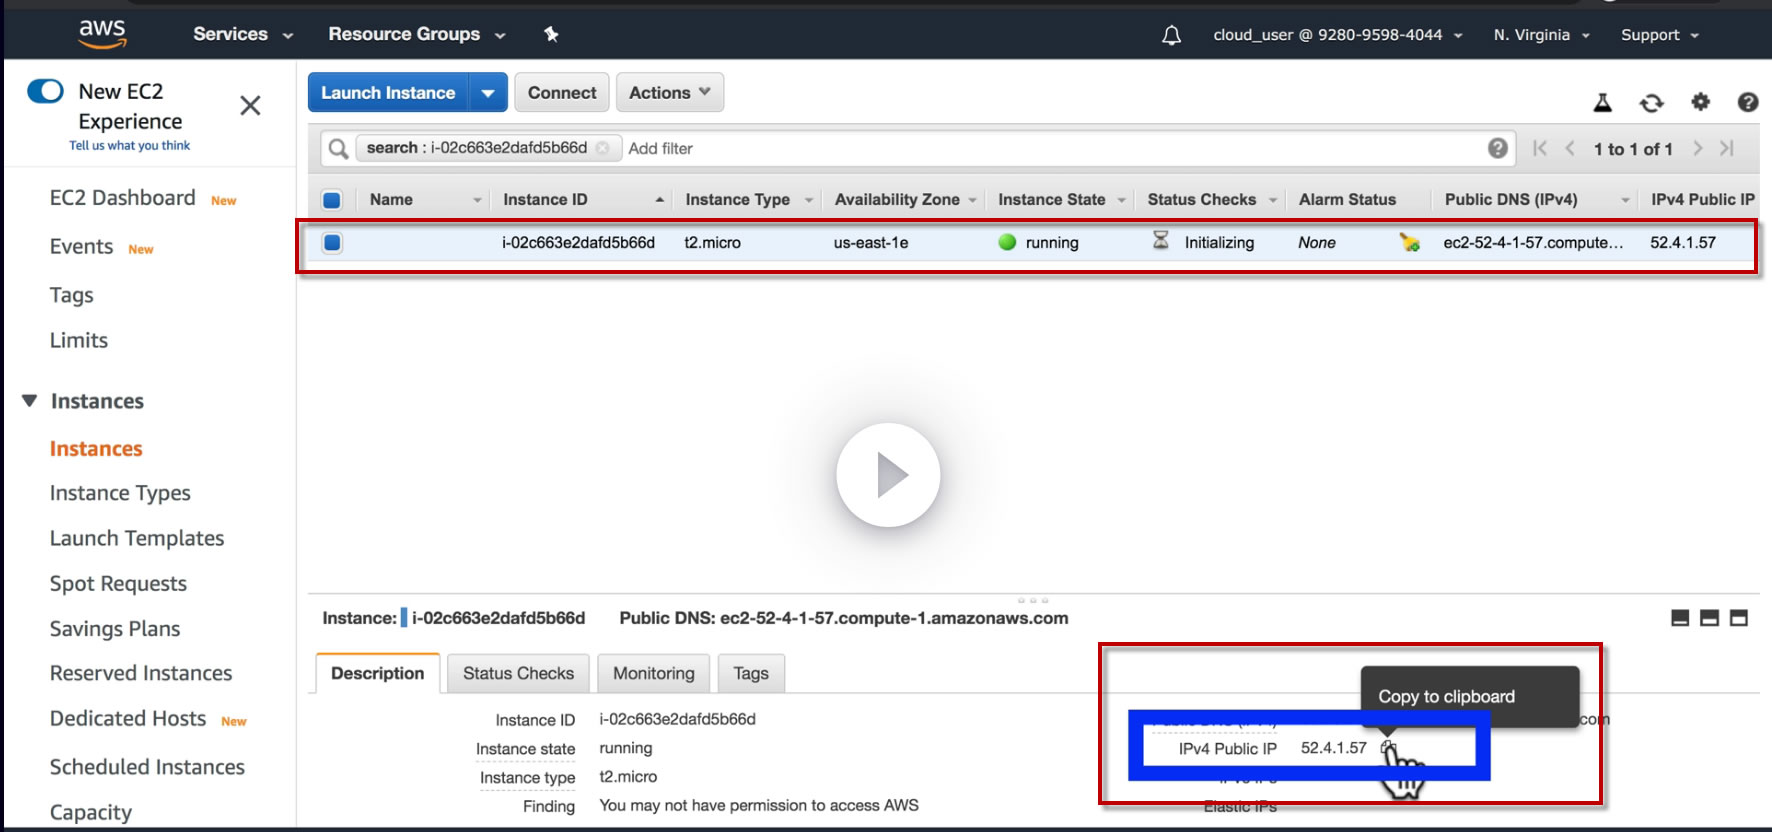 aws Services Resource Groups cloud_user @ 9280-9598-4044 N. Virginia Support
New EC2
Experience
Tell us what you think
EC2 Dashboard New
Events New
Tags
Limits
Instances
Instances
Instance Types
Launch Templates
Spot Requests
Savings Plans
Reserved Instances
Dedicated Hosts New
Scheduled Instances
Capacity
Launch Instance Connect Actions
search : i-02c663e2dafd5b66d Add filter 1 to 1 of 1
Name Instance ID Instance Type Availability Zone Instance State Status Checks Alarm Status Public DNS (IPv4) IPv4 Public IP
i-02c663e2dafd5b66d t2.micro us-east-1e running Initializing None ec2-52-4-1-57.compute... 52.4.1.57
Instance: i-02c663e2dafd5b66d Public DNS: ec2-52-4-1-57.compute-1.amazonaws.com
Description Status Checks Monitoring Tags
Copy to clipboard
Instance ID i-02c663e2dafd5b66d
Public DNS (IPv4) com
Instance state running
IPv4 Public IP 52.4.1.57
Instance type t2.micro
IPv6 IPs
Finding You may not have permission to access AWS
Elastic IPs